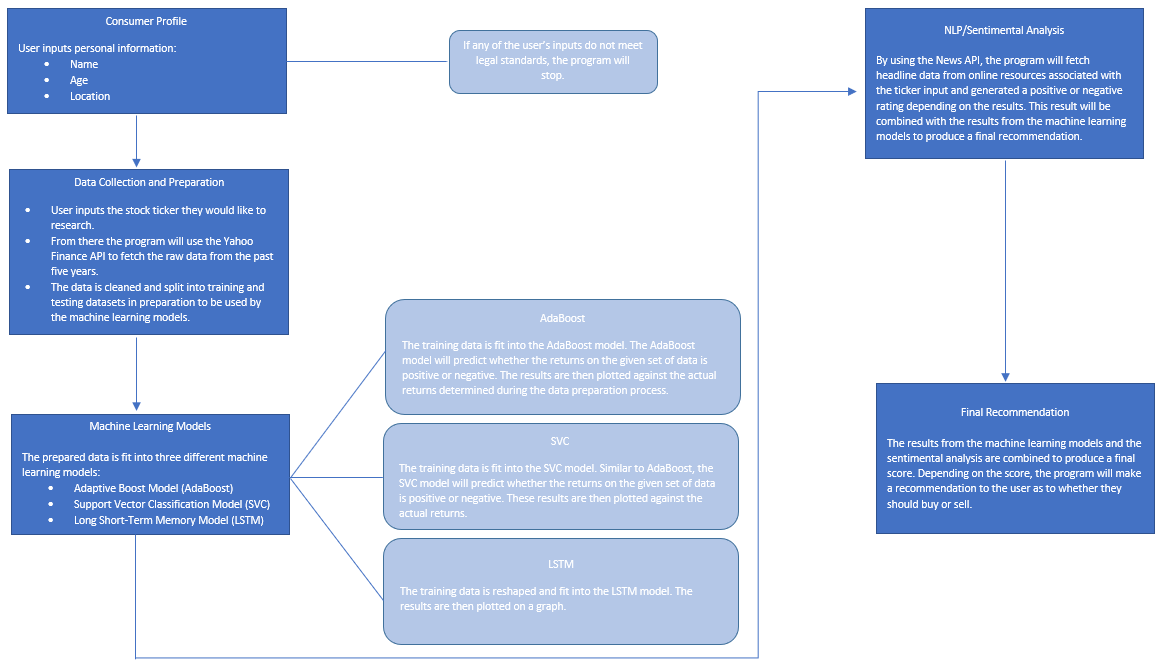 Consumer Profile
User inputs personal information:
• Name
• Age
• Location
If any of the user's inputs do not meet
legal standards, the program will
stop.
Data Collection and Preparation
• User inputs the stock ticker they would like to
research.
• From there the program will use the Yahoo
Finance API to fetch the raw data from the past
five years.
• The data is cleaned and split into training and
testing datasets in preparation to be used by
the machine learning models.
Machine Learning Models
The prepared data is fit into three different machine
learning models:
• Adaptive Boost Model (AdaBoost)
• Support Vector Classification Model (SVC)
• Long Short-Term Memory Model (LSTM)
AdaBoost
The training data is fit into the AdaBoost model. The AdaBoost
model will predict whether the returns on the given set of data is
positive or negative. The results are then plotted against the actual
returns determined during the data preparation process.
SVC
The training data is fit into the SVC model. Similar to AdaBoost, the
SVC model will predict whether the returns on the given set of data
is positive or negative. These results are then plotted against the
actual returns.
LSTM
The training data is reshaped and fit into the LSTM model. The
results are then plotted on a graph.
NLP/Sentimental Analysis
By using the News API, the program will fetch
headline data from online resources associated with
the ticker input and generated a positive or negative
rating depending on the results. This result will be
combined with the results from the machine learning
models to produce a final recommendation.
Final Recommendation
The results from the machine learning models and the
sentimental analysis are combined to produce a final
score. Depending on the score, the program will make
a recommendation to the user as to whether they
should buy or sell.